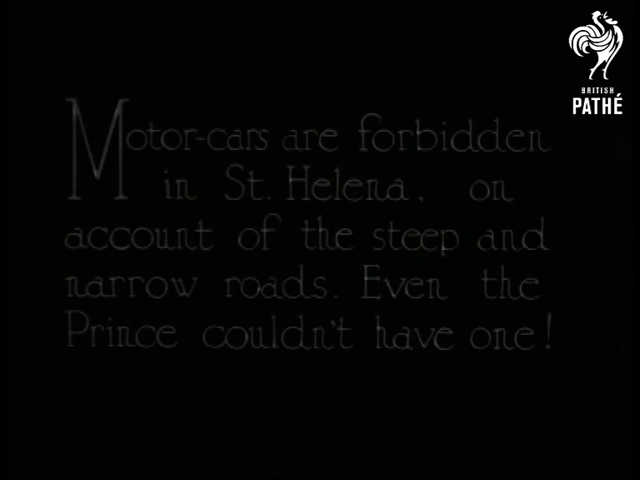 BRITISH
PATHÉ
Motor-cars are forbidden
in St. Helena, on
account of the steep and
narrow roads. Even the
Prince couldn't have one!